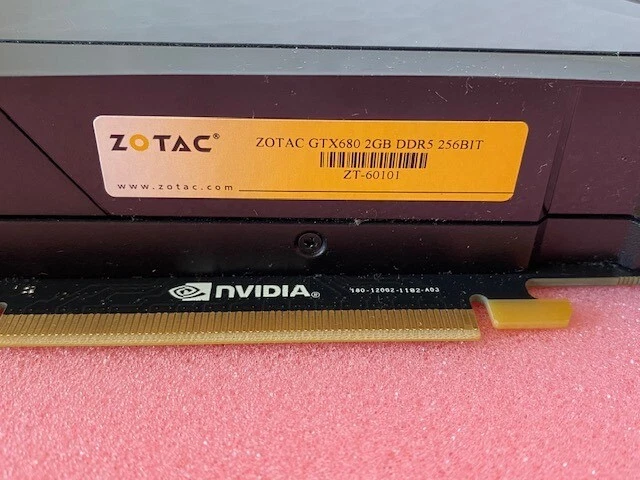 ZOTAC®
ZOTAC GTX680 2GB DDR5 256BIT
ZT-60101
www.zotac.com
NVIDIA®
180-12002-1102-A03